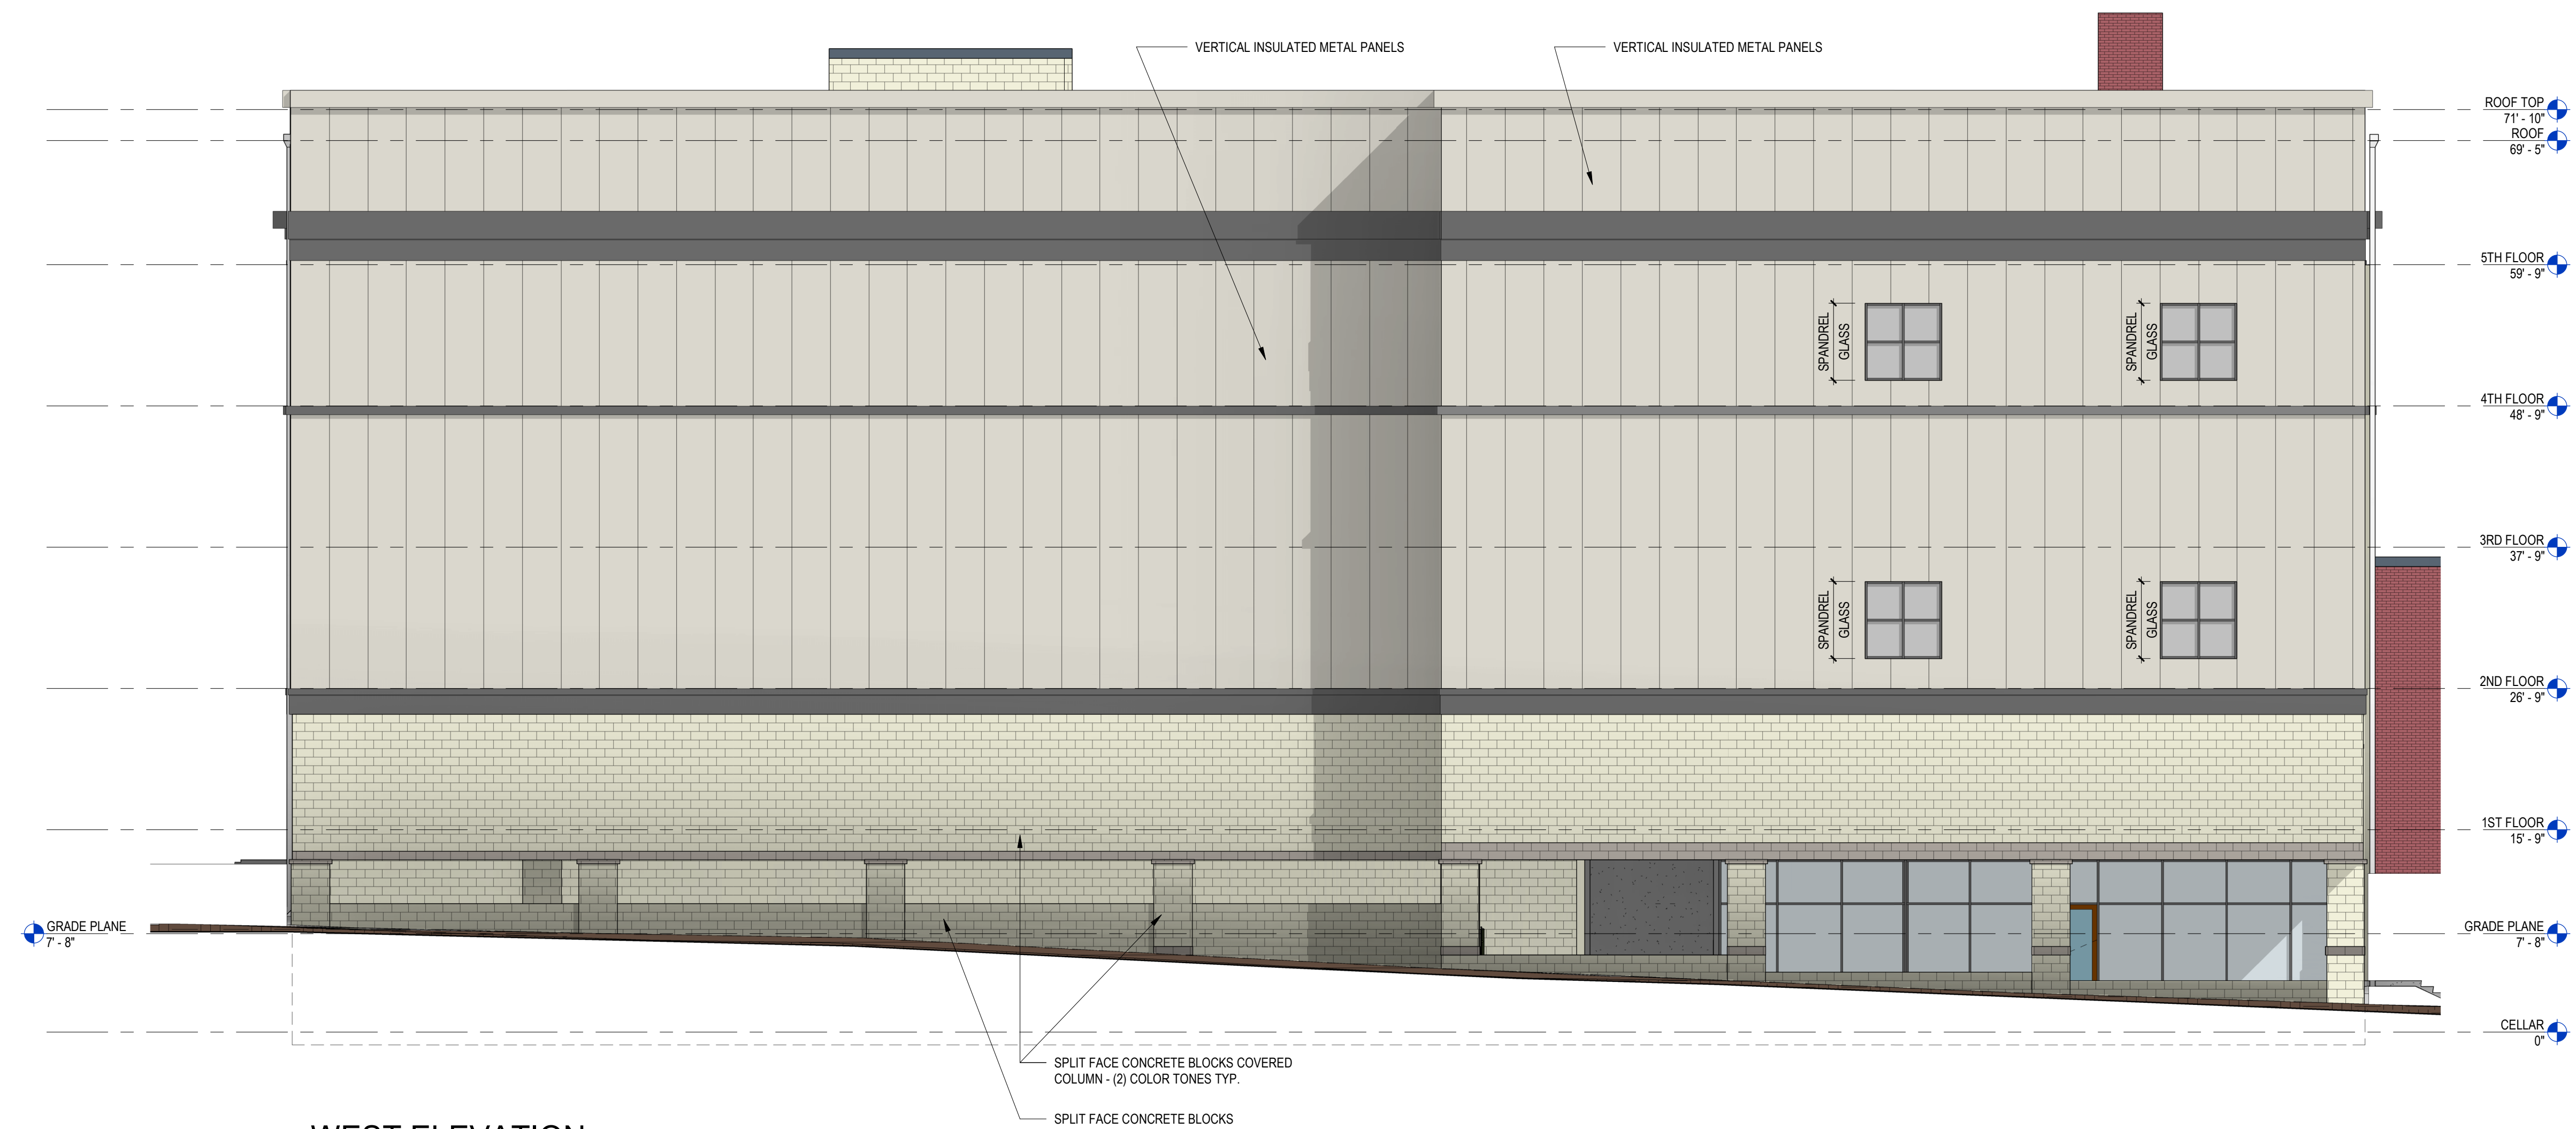 VERTICAL INSULATED METAL PANELS
VERTICAL INSULATED METAL PANELS
ROOF TOP
71' - 10"
ROOF
69' - 5"
5TH FLOOR
59' - 9"
SPANDREL
GLASS
SPANDREL
GLASS
4TH FLOOR
48' - 9"
3RD FLOOR
37' - 9"
SPANDREL
GLASS
SPANDREL
GLASS
2ND FLOOR
26' - 9"
1ST FLOOR
15' - 9"
GRADE PLANE
7' - 8"
GRADE PLANE
7' - 8"
CELLAR
0"
SPLIT FACE CONCRETE BLOCKS COVERED
COLUMN - (2) COLOR TONES TYP.
SPLIT FACE CONCRETE BLOCKS
WEST ELEVATION